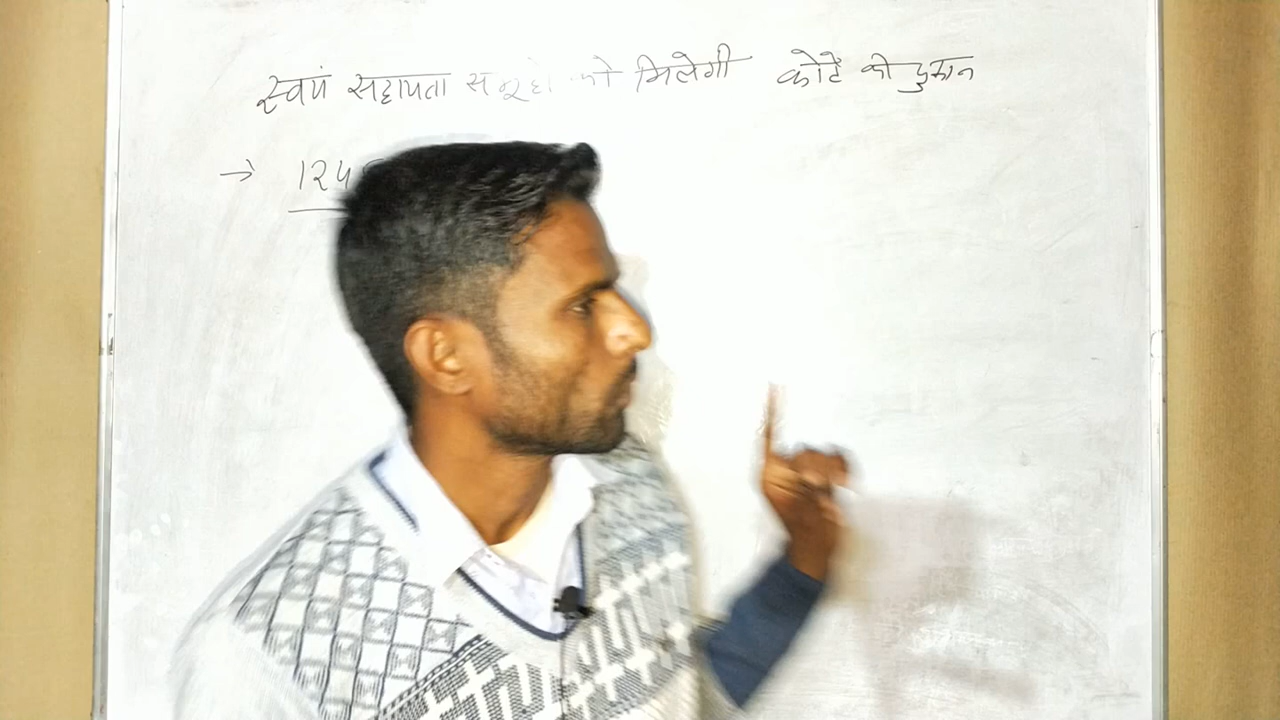 स्वयं सहायता समूहो को मिलेगी कोटे की दुकान
→ 124